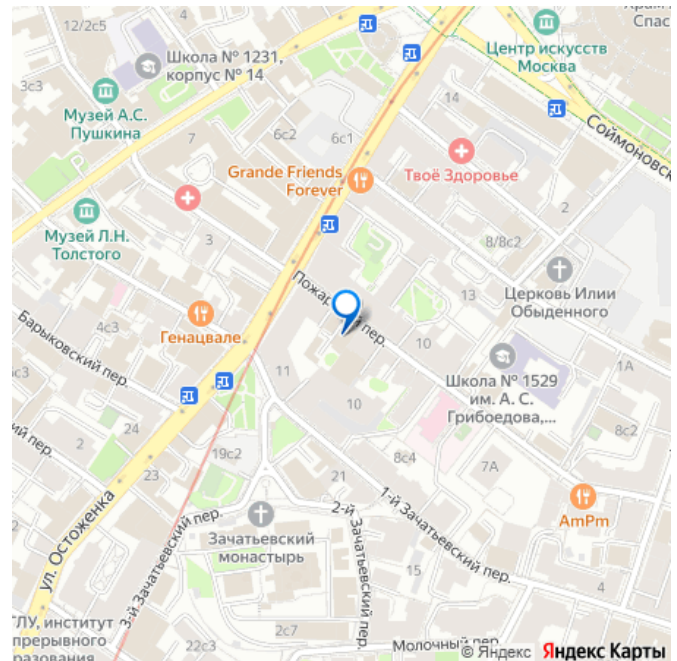 12/2с5
Школа № 1231,
корпус № 14
Спас
Центр искусств
Москва
3с3
Музей А.С.
Пушкина
7
6с2
6с1
14
Соймоновск
Твоё Здоровье
Grande Friends
Forever
2
Музей Л.Н.
Толстого
3
8/8с2
Пожар
пер.
13
Церковь Илии
Обыденного
4с3
Генацвале
Барыковский пер.
10
1А
11
Школа № 1529
им. А. С.
Грибоедова,...
10
2
24
8с2
ий пер.
19с2
23
8с4
7А
21
AmPm
ул. Остоженка
Зачатьевский
монастырь
1-й Зачатьевский пер.
2-й Зачатьевский пер.
3-й Зачатьевский пер.
15
4
ГЛУ, институт
прерывного
разования
22с3
2с7
Молочный пер.
© Яндекс Яндекс Карты